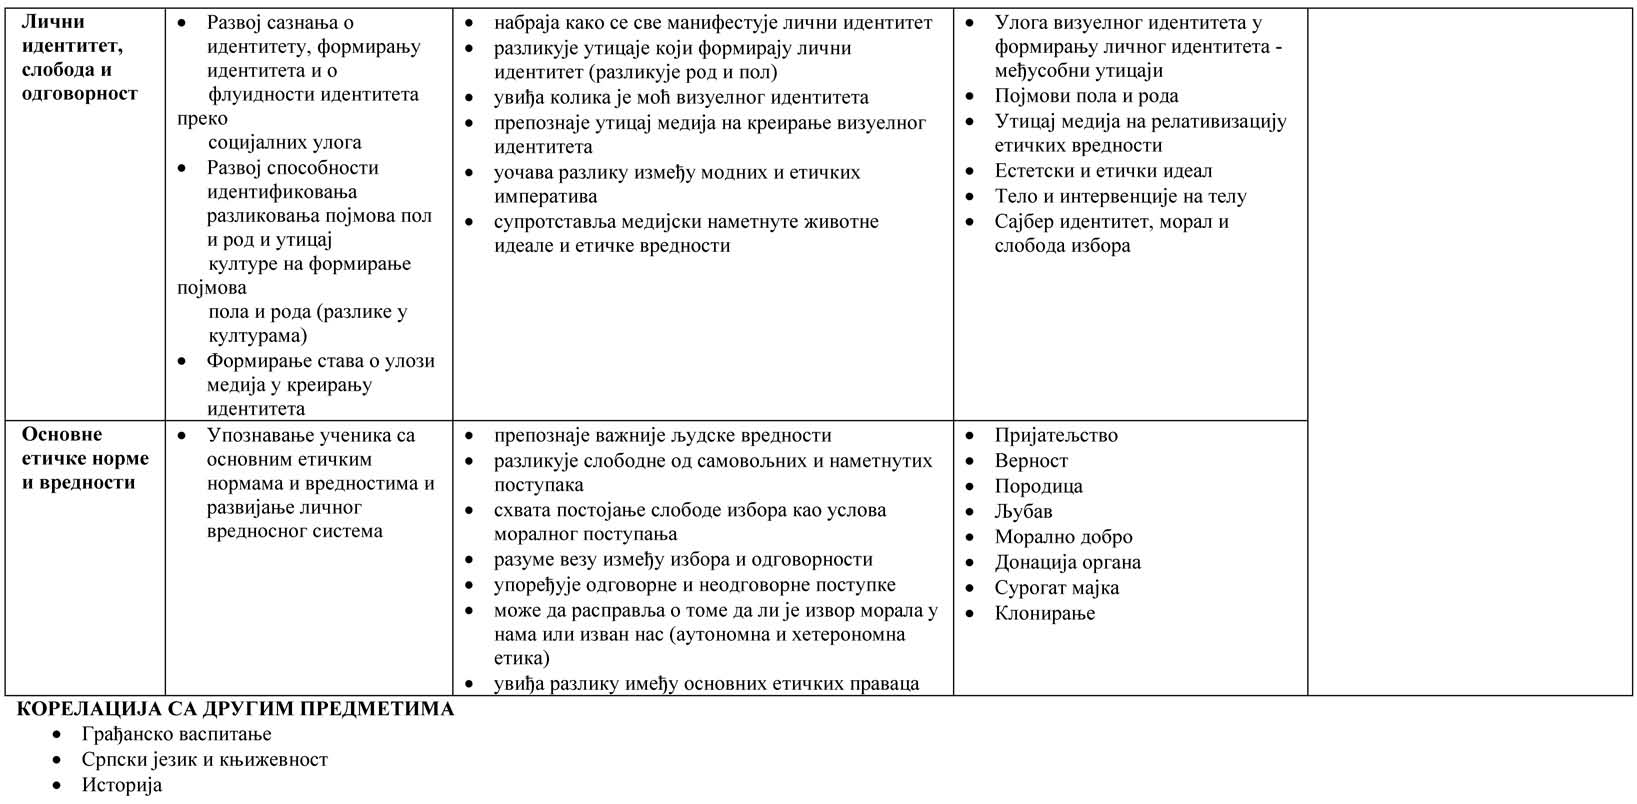 Лични
идентитет,
слобода и
одговорност
• Развој сазнања о
идентитету, формирању
идентитета и о
флуидности идентитета
преко
социјалних улога
• Развој способности
идентификовања
разликовања појмова пол
и род и утицај
културе на формирање
појмова
пола и рода (разлике у
културама)
• Формирање става о улози
медија у креирању
идентитета
• набраја како се све манифестује лични идентитет
• разликује утицаје који формирају лични
идентитет (разликује род и пол)
• увиђа колика је моћ визуелног идентитета
• препознаје утицај медија на креирање визуелног
идентитета
• уочава разлику између модних и етичких
императива
• супротставља медијски наметнуте животне
идеале и етичке вредности
• Улога визуелног идентитета у
формирању личног идентитета -
међусобни утицаји
• Појмови пола и рода
• Утицај медија на релативизацију
етичких вредности
• Естетски и етички идеал
• Тело и интервенције на телу
• Сајбер идентитет, морал и
слобода избора
Основне
етичке норме
и вредности
• Упознавање ученика са
основним етичким
нормама и вредностима и
развијање личног
вредносног система
• препознаје важније људске вредности
• разликује слободне од самовољних и наметнутих
поступака
• схвата постојање слободе избора као услова
моралног поступања
• разуме везу између избора и одговорности
• упоређује одговорне и неодговорне поступке
• може да расправља о томе да ли је извор морала у
нама или изван нас (аутономна и хетерономна
етика)
• увиђа разлику имеђу основних етичких праваца
• Пријатељство
• Верност
• Породица
• Љубав
• Морално добро
• Донација органа
• Сурогат мајка
• Клонирање
КОРЕЛАЦИЈА СА ДРУГИМ ПРЕДМЕТИМА
• Грађанско васпитање
• Српски језик и књижевност
• Историја